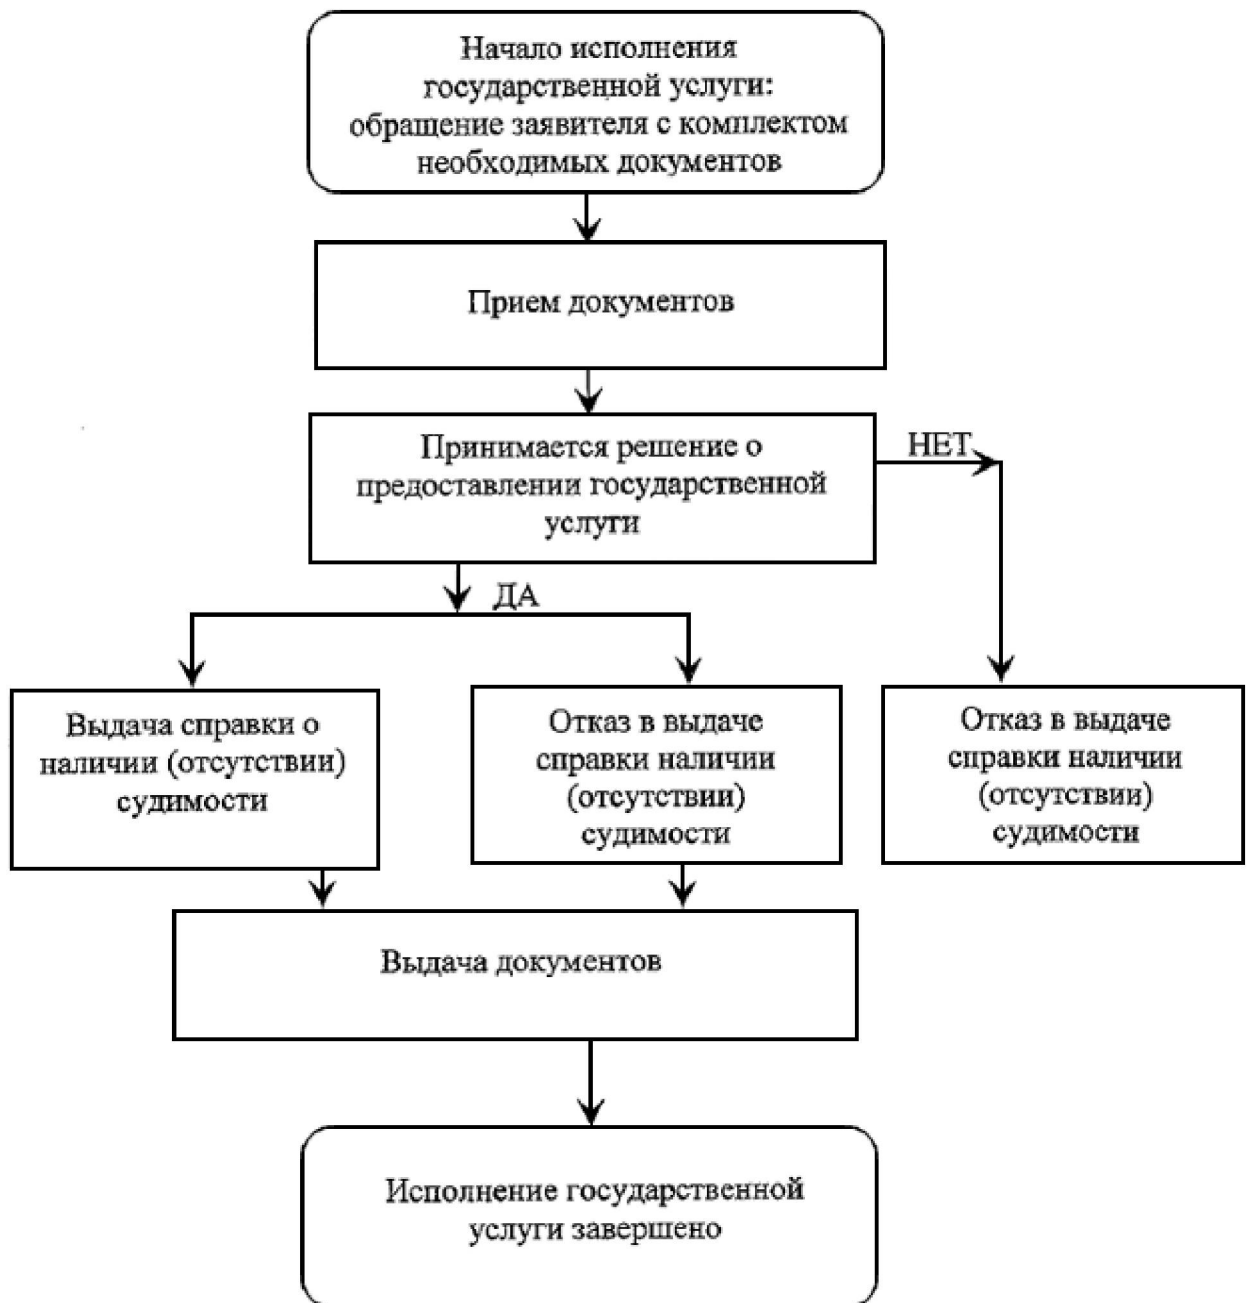 Начало исполнения
государственной услуги:
обращение заявителя с комплектом
необходимых документов
Прием документов
Принимается решение о
предоставлении государственной
услуги
НЕТ
ДА
Выдача справки о
наличии (отсутствии)
судимости
Отказ в выдаче
справки наличии
(отсутствии)
судимости
Отказ в выдаче
справки наличии
(отсутствии)
судимости
Выдача документов
Исполнение государственной
услуги завершено